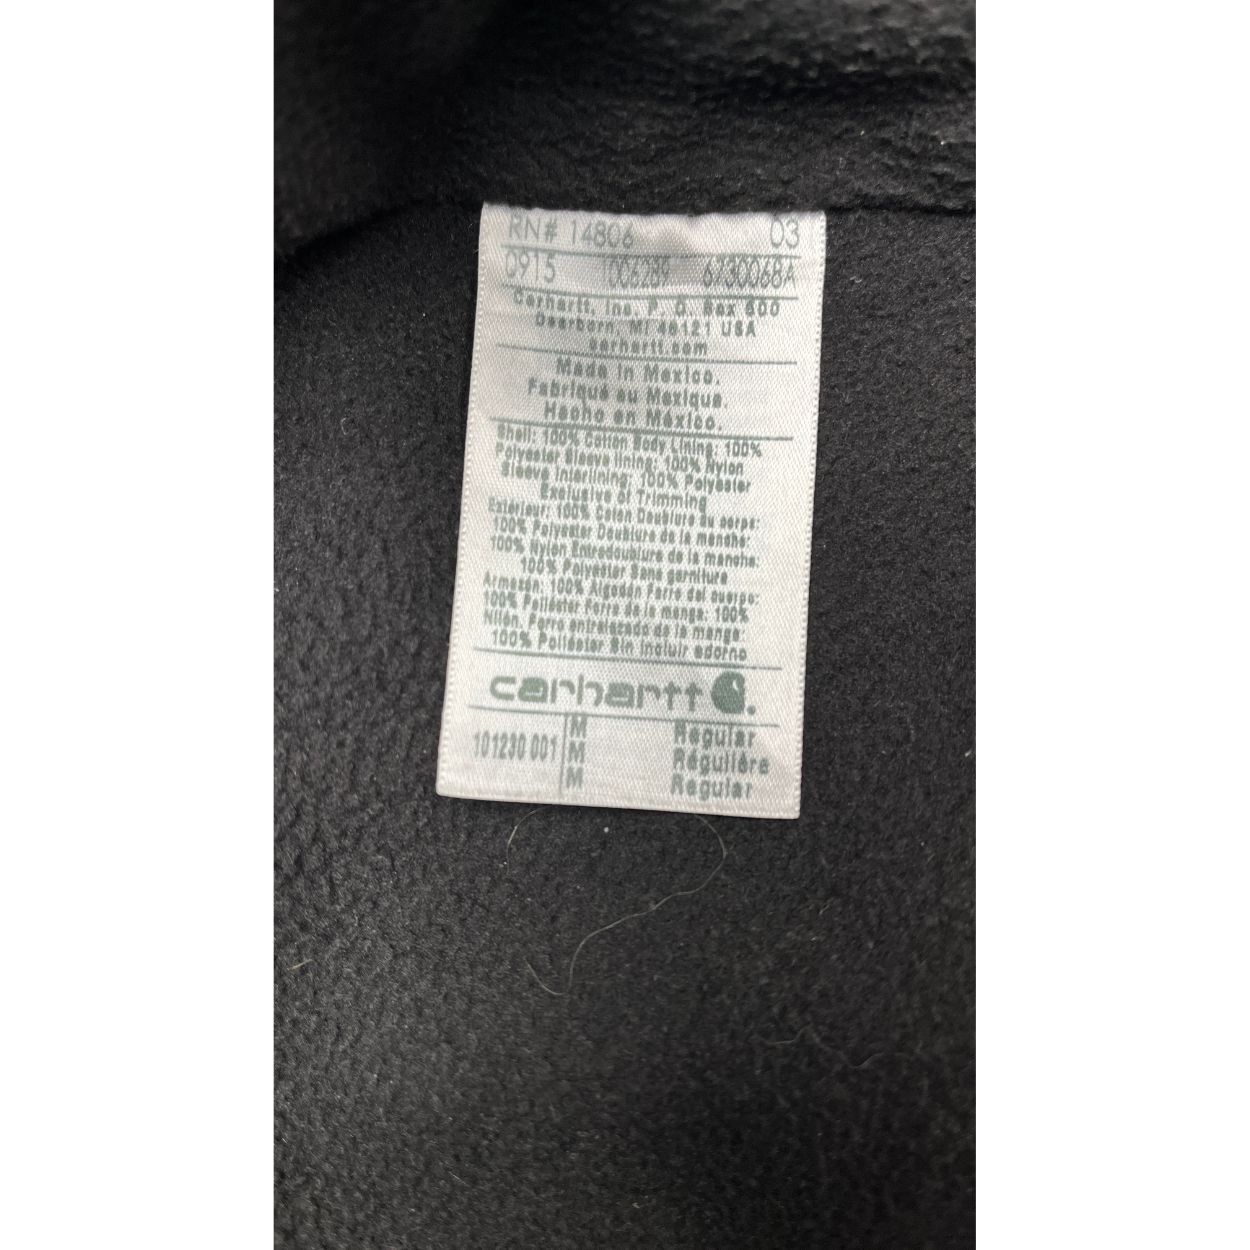 RN# 14806 03
0915 1006289 6730068A
Carhartt, Inc. P. O. Box 600
Dearborn, MI 48121 USA
carhartt.com
Made in Mexico.
Fabriqué au Mexique.
Hecho en México.
Shell: 100% Cotton Body Lining: 100%
Polyester Sleeve lining: 100% Nylon
Sleeve Interlining: 100% Polyester
Exclusive of Trimming
Extérieur: 100% Coton Doublure au corps:
100% Polyester Doublure de la manche:
100% Nylon Entredoublure de la manche:
100% Polyester Sans garniture
Armazón: 100% Algodón Forro del cuerpo:
100% Poliéster Forro de la manga: 100%
Nilón. Forro entrelazado de la manga:
100% Poliéster Sin incluir adorno
carhartt
101230 001
M Regular
M Régulière
M Regular